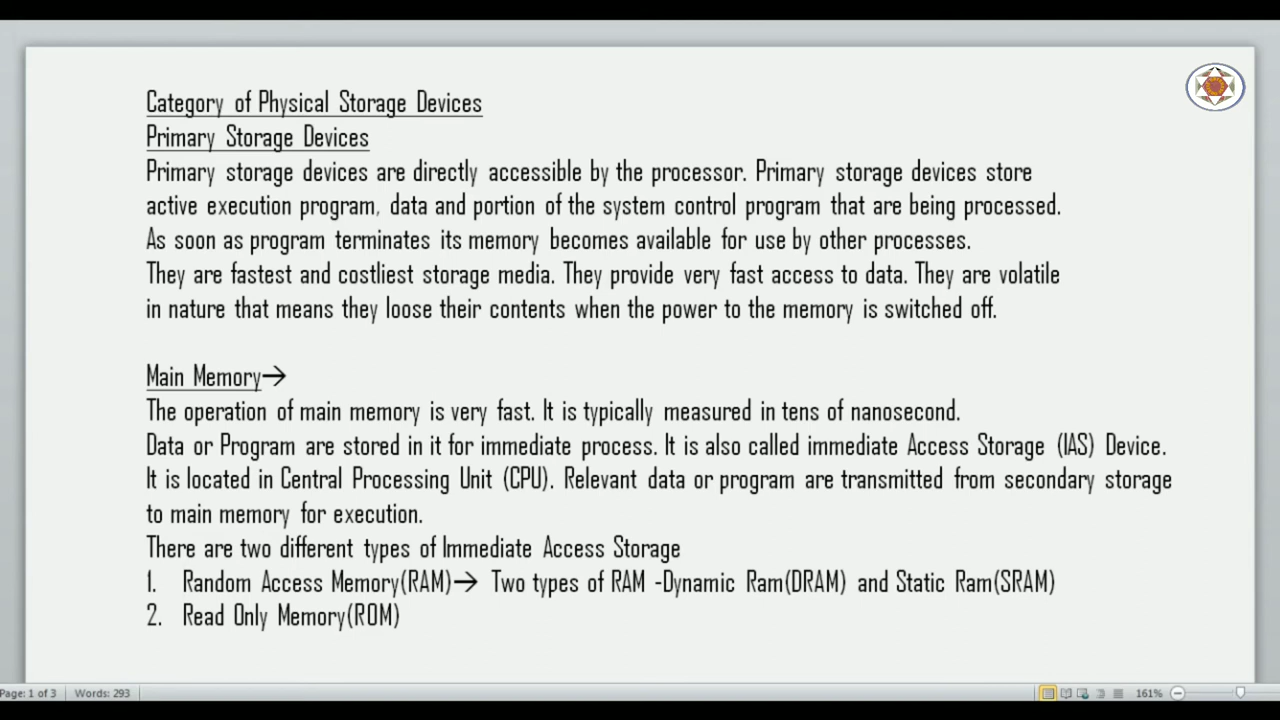 Category of Physical Storage Devices
Primary Storage Devices
Primary storage devices are directly accessible by the processor. Primary storage devices store
active execution program, data and portion of the system control program that are being processed.
As soon as program terminates its memory becomes available for use by other processes.
They are fastest and costliest storage media. They provide very fast access to data. They are volatile
in nature that means they loose their contents when the power to the memory is switched off.
Main Memory→
The operation of main memory is very fast. It is typically measured in tens of nanosecond.
Data or Program are stored in it for immediate process. It is also called immediate Access Storage (IAS) Device.
It is located in Central Processing Unit (CPU). Relevant data or program are transmitted from secondary storage
to main memory for execution.
There are two different types of Immediate Access Storage
1. Random Access Memory(RAM)→ Two types of RAM -Dynamic Ram(DRAM) and Static Ram(SRAM)
2. Read Only Memory(ROM)
Page: 1 of 3 Words: 293 161%